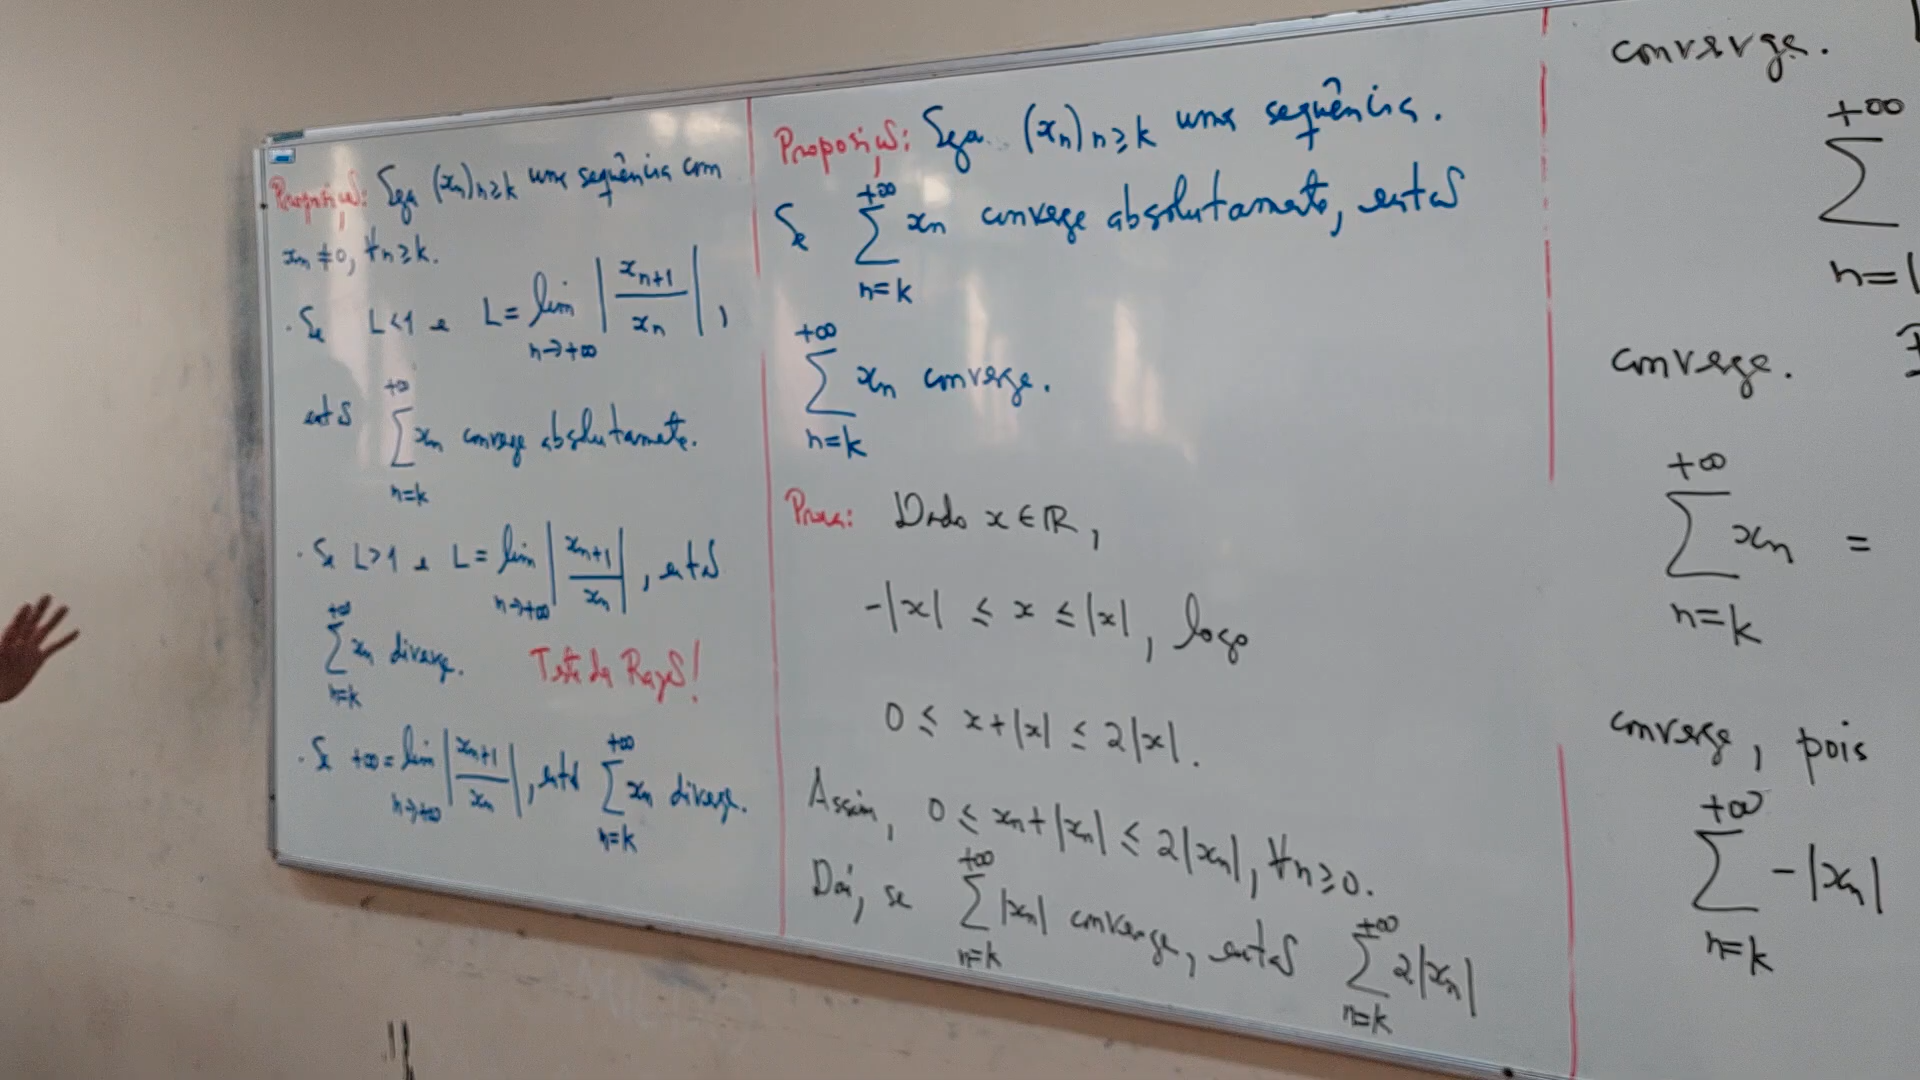 Proposição: Seja (xₙ)ₙ≥ₖ uma sequência com
xₙ ≠ 0, ∀n ≥ k.
· Se L<1 e L = lim n→+∞ |xₙ₊₁/xₙ|,
então ∑ n=k +∞ xₙ converge absolutamente.
· Se L>1 e L = lim n→+∞ |xₙ₊₁/xₙ|, então
∑ n=k +∞ xₙ diverge. Teste da Razão!
· Se +∞ = lim n→+∞ |xₙ₊₁/xₙ|, então ∑ n=k +∞ xₙ diverge.
Proposição: Seja (xₙ)ₙ≥ₖ uma sequência.
Se ∑ n=k +∞ xₙ converge absolutamente, então
∑ n=k +∞ xₙ converge.
Prova: Dado x ∈ ℝ,
-|x| ≤ x ≤ |x|, logo
0 ≤ x+|x| ≤ 2|x|.
Assim, 0 ≤ xₙ+|xₙ| ≤ 2|xₙ|, ∀n ≥ 0.
Daí, se ∑ n=k +∞ |xₙ| converge, então ∑ n=k +∞ 2|xₙ|
converge.
+∞ ∑ n=1
converge.
∑ n=k +∞ xₙ =
converge, pois
∑ n=k +∞ -|xₙ|